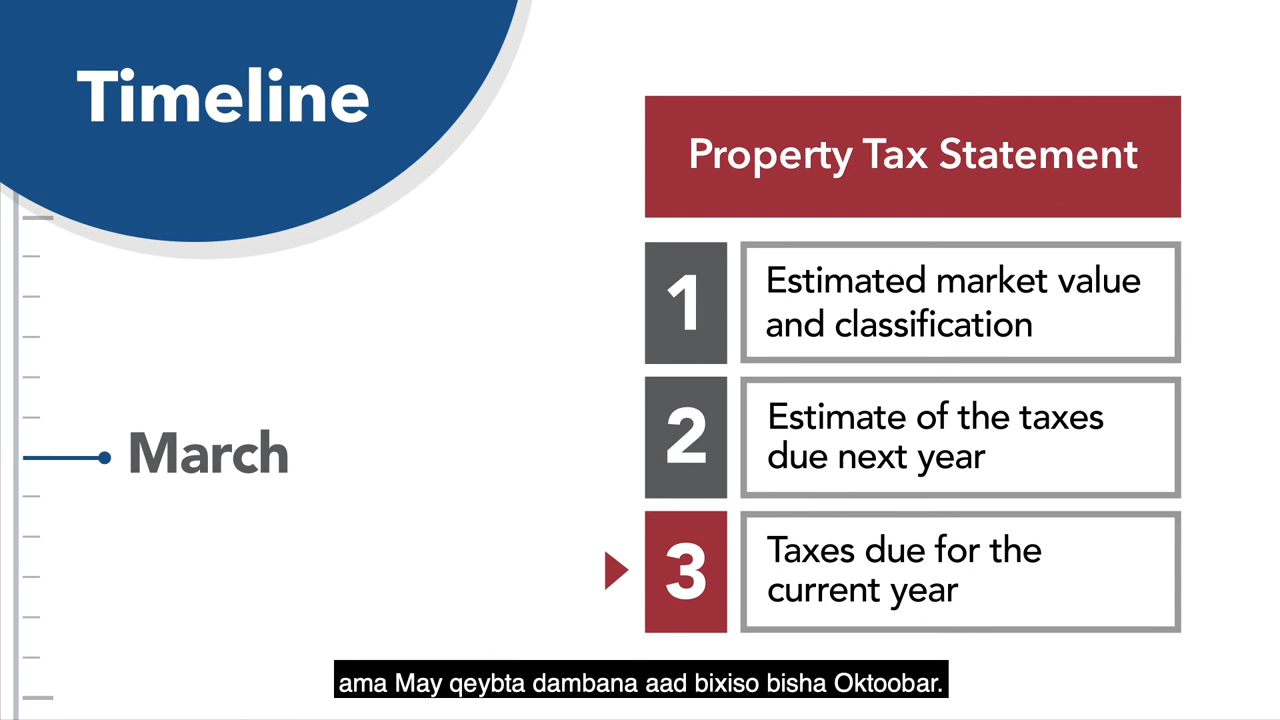 Timeline
Property Tax Statement
1
Estimated market value
and classification
2
Estimate of the taxes
due next year
March
3
Taxes due for the
current year
ama May qeybta dambana aad bixiso bisha Oktoobar.